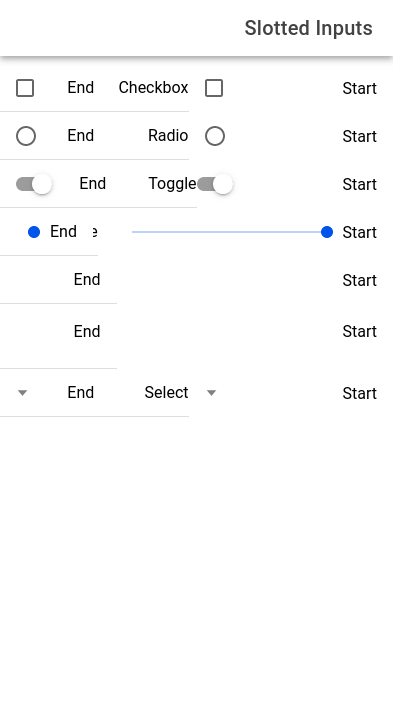 Slotted Inputs
End Checkbox Start
End Radio Start
End Toggle Start
End Start
End Start
End Start
End Select Start